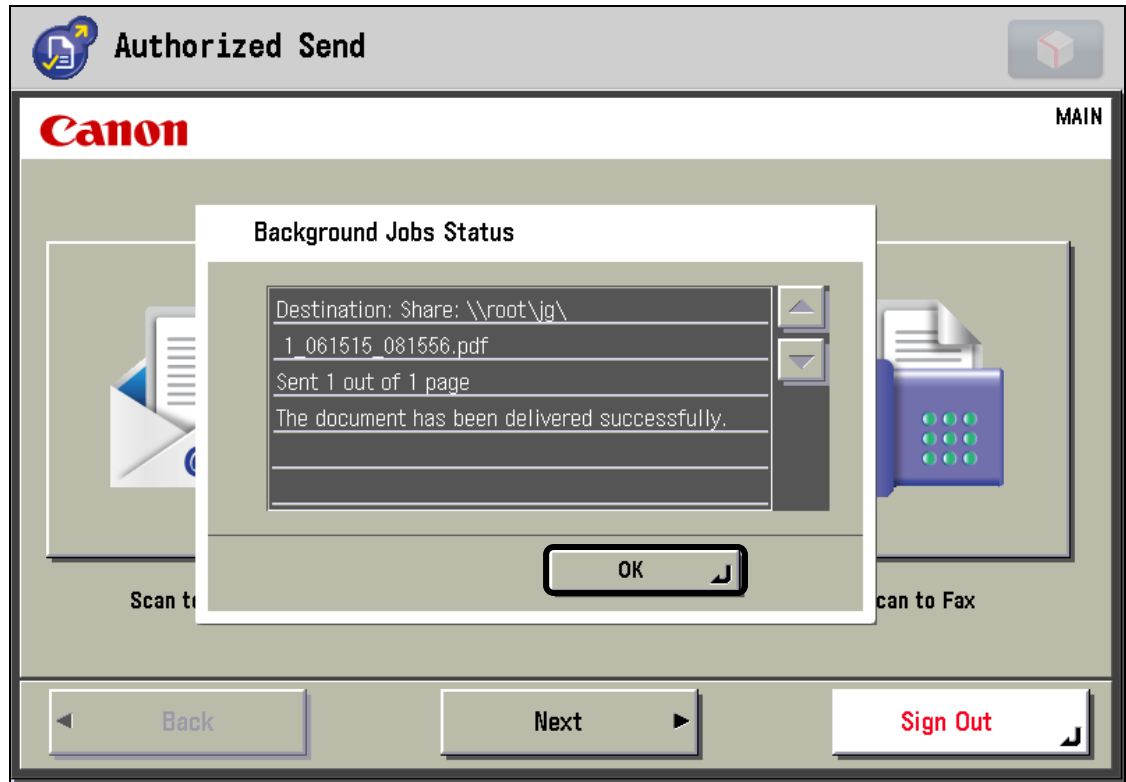 Authorized Send
Canon
MAIN
Background Jobs Status
Destination: Share: \\root\jg\
1_061515_081556.pdf
Sent 1 out of 1 page
The document has been delivered successfully.
OK
Scan t
can to Fax
Back
Next
Sign Out